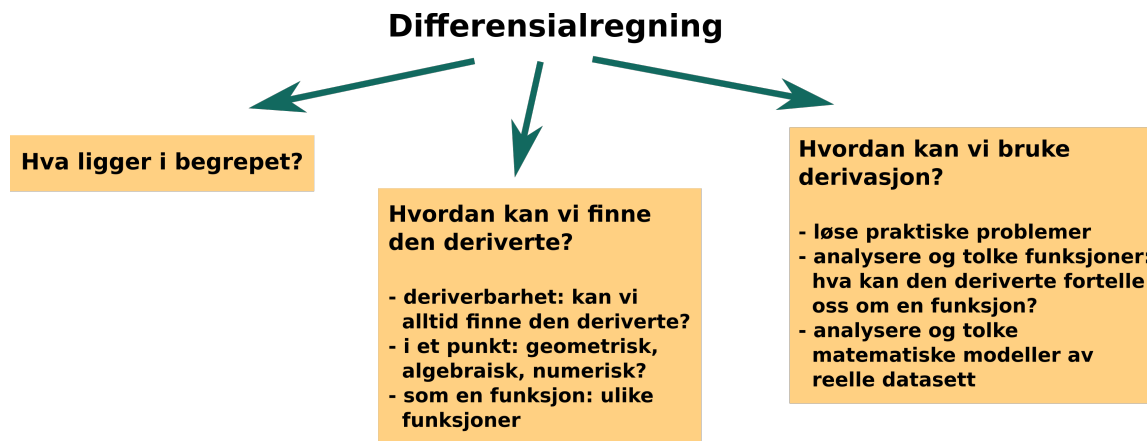 Differensialregning
Hva ligger i begrepet?
Hvordan kan vi finne
den deriverte?
- deriverbarhet: kan vi
alltid finne den deriverte?
- i et punkt: geometrisk,
algebraisk, numerisk?
- som en funksjon: ulike
funksjoner
Hvordan kan vi bruke
derivasjon?
- løse praktiske problemer
- analysere og tolke funksjoner:
hva kan den deriverte fortelle
oss om en funksjon?
- analysere og tolke
matematiske modeller av
reelle datasett